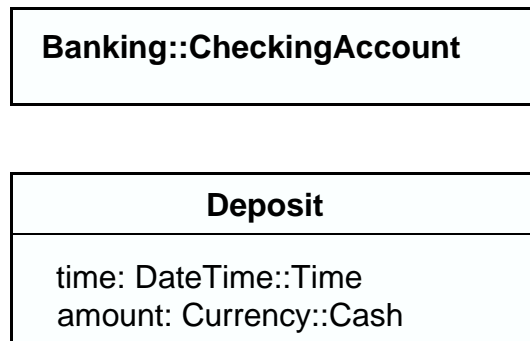 Banking::CheckingAccount
Deposit
time: DateTime::Time
amount: Currency::Cash